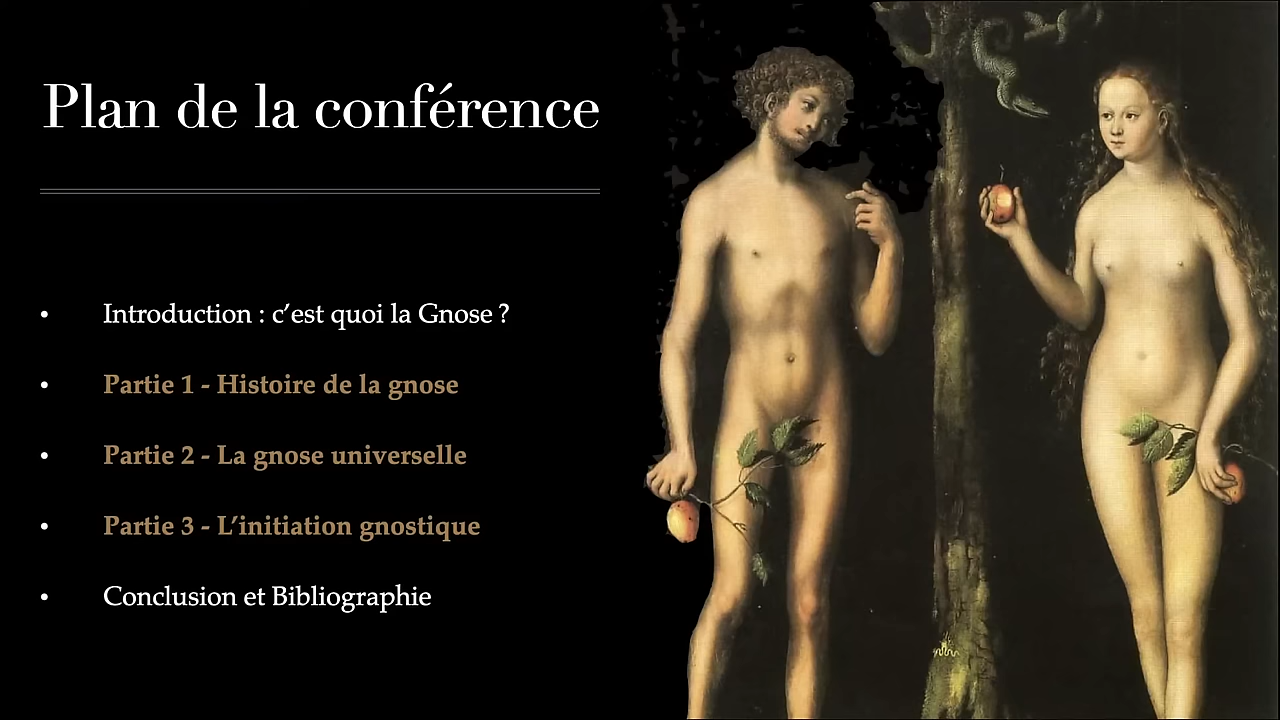 Plan de la conférence
• Introduction : c’est quoi la Gnose ?
• Partie 1 - Histoire de la gnose
• Partie 2 - La gnose universelle
• Partie 3 - L’initiation gnostique
• Conclusion et Bibliographie